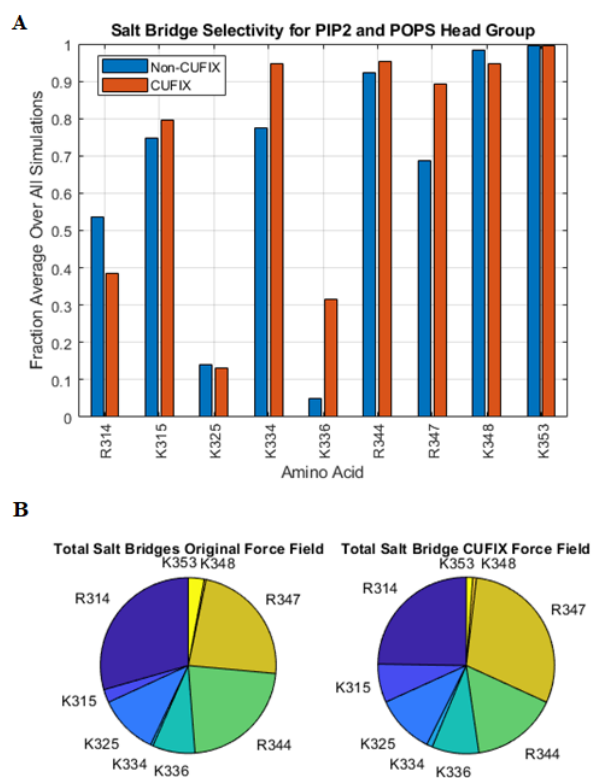 A
Salt Bridge Selectivity for PIP2 and POPS Head Group
Fraction Average Over All Simulations
1
0.9
0.8
0.7
0.6
0.5
0.4
0.3
0.2
0.1
0
Non-CUFIX
CUFIX
R314
K315
K325
K334
K336
R344
R347
K348
K353
Amino Acid
B
Total Salt Bridges Original Force Field
K353
K348
R314
R347
K315
K325
K334
K336
R344
Total Salt Bridge CUFIX Force Field
K353
K348
R314
R347
K315
K325
K334
K336
R344